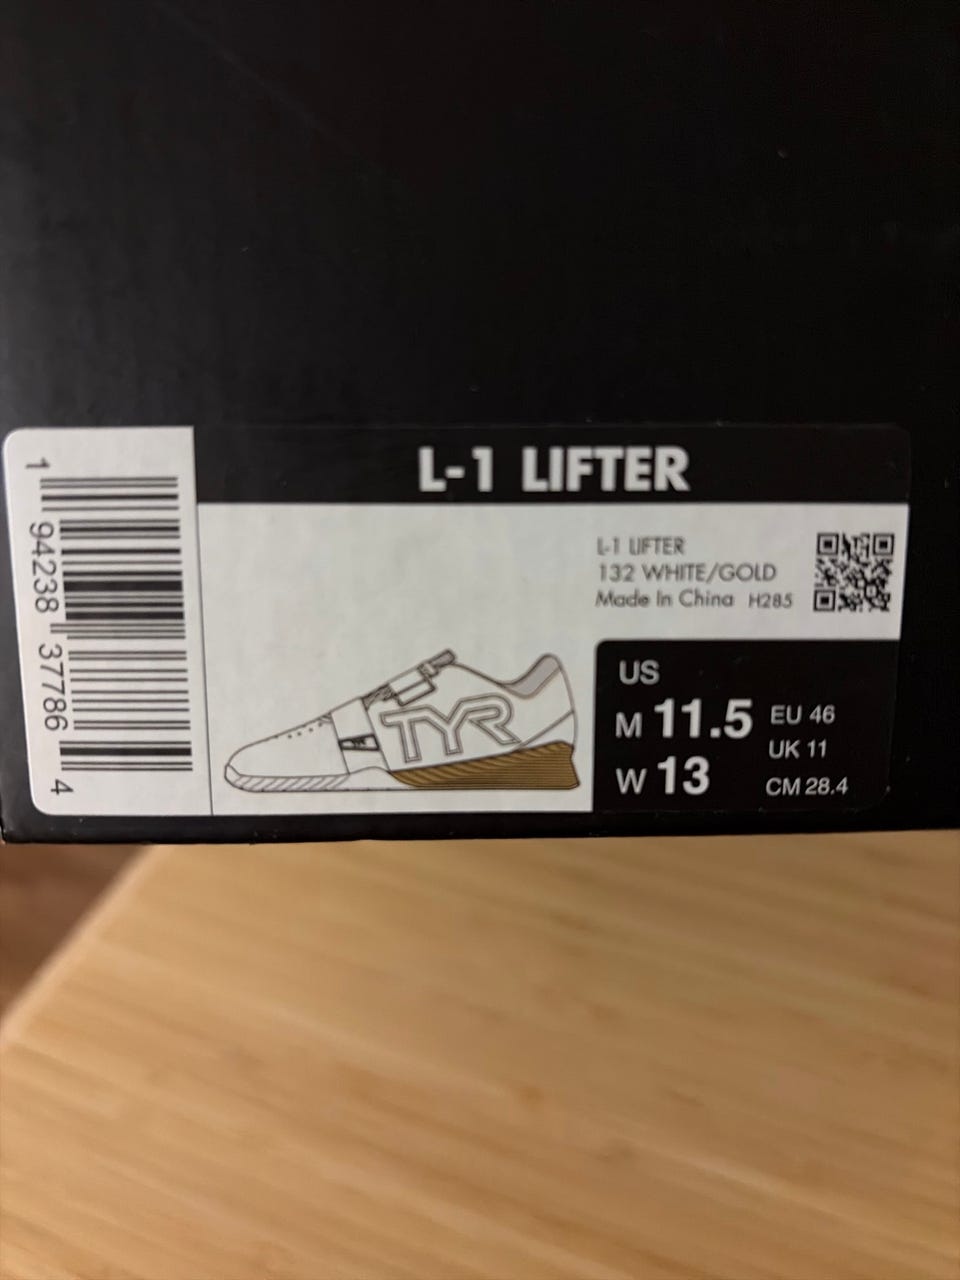 L-1 LIFTER
1 94238 37786 4
L-1 LIFTER
132 WHITE/GOLD
Made In China H285
TYR
US
M 11.5 EU 46
UK 11
W 13
CM 28.4